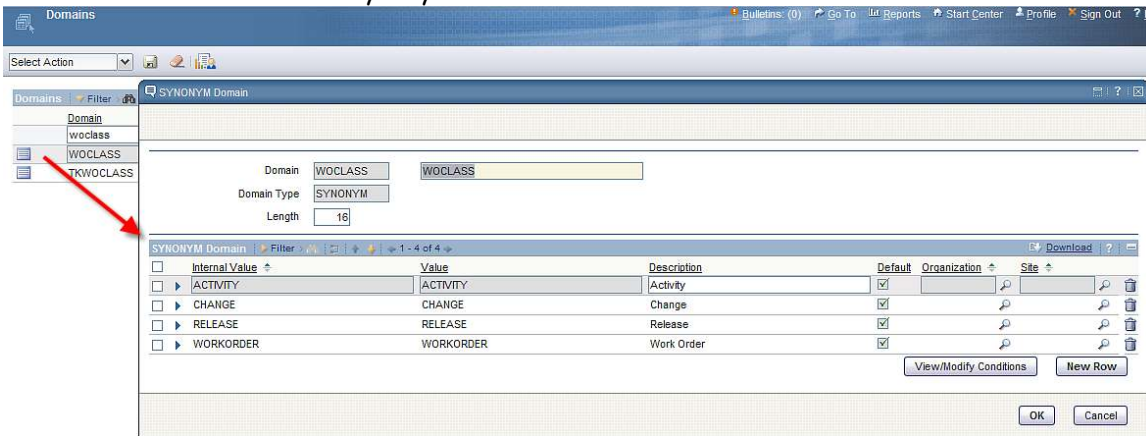 Domains
Bulletins: (0) Go To Reports Start Center Profile Sign Out ?
Select Action
Domains Filter
SYNONYM Domain ?
Domain
woclass
WOCLASS
TKWOCLASS
Domain WOCLASS WOCLASS
Domain Type SYNONYM
Length 16
SYNONYM Domain Filter 1 - 4 of 4 Download ?
Internal Value Value Description Default Organization Site
ACTIVITY ACTIVITY Activity
CHANGE CHANGE Change
RELEASE RELEASE Release
WORKORDER WORKORDER Work Order
View/Modify Conditions New Row
OK Cancel